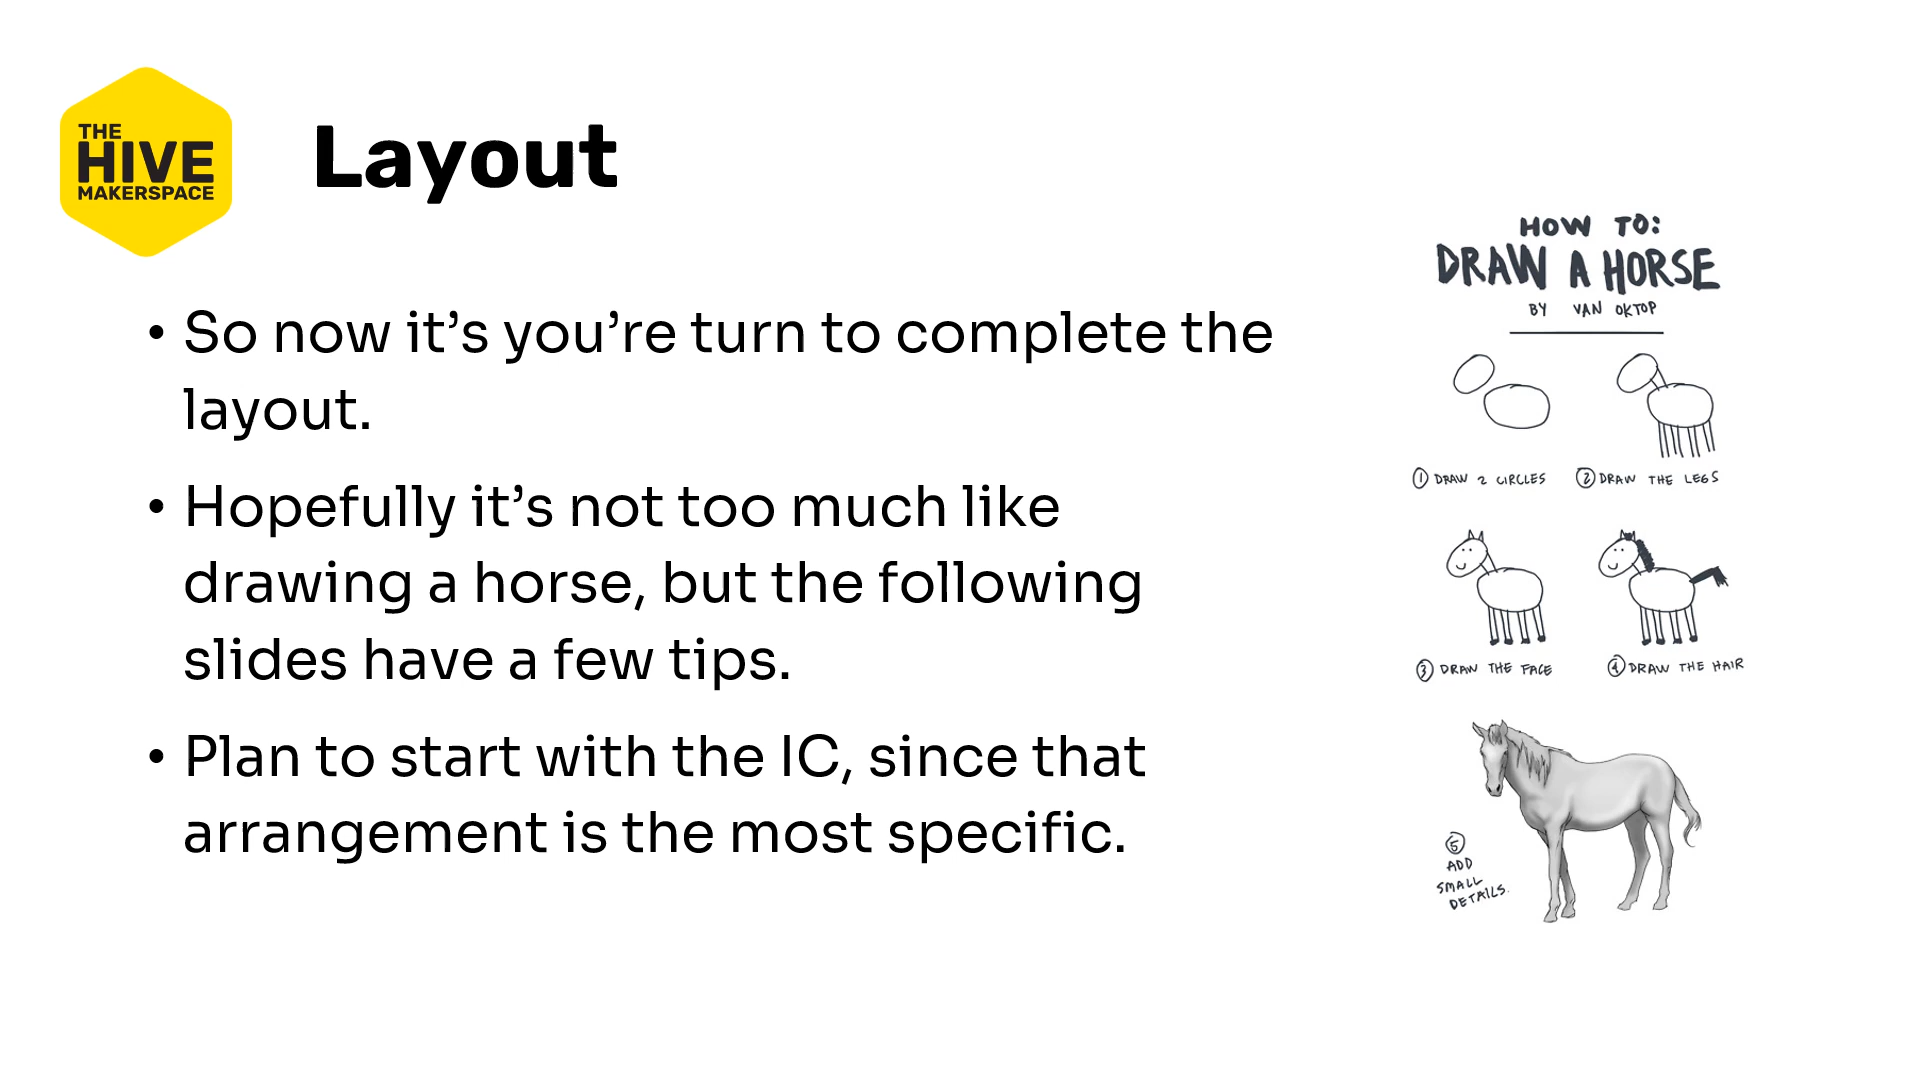 THE
HIVE
MAKERSPACE
Layout
• So now it’s you’re turn to complete the
layout.
• Hopefully it’s not too much like
drawing a horse, but the following
slides have a few tips.
• Plan to start with the IC, since that
arrangement is the most specific.
HOW TO:
DRAW A HORSE
BY VAN OKTOP
① DRAW 2 CIRCLES
② DRAW THE LEGS
③ DRAW THE FACE
④ DRAW THE HAIR
⑤
ADD
SMALL
DETAILS.